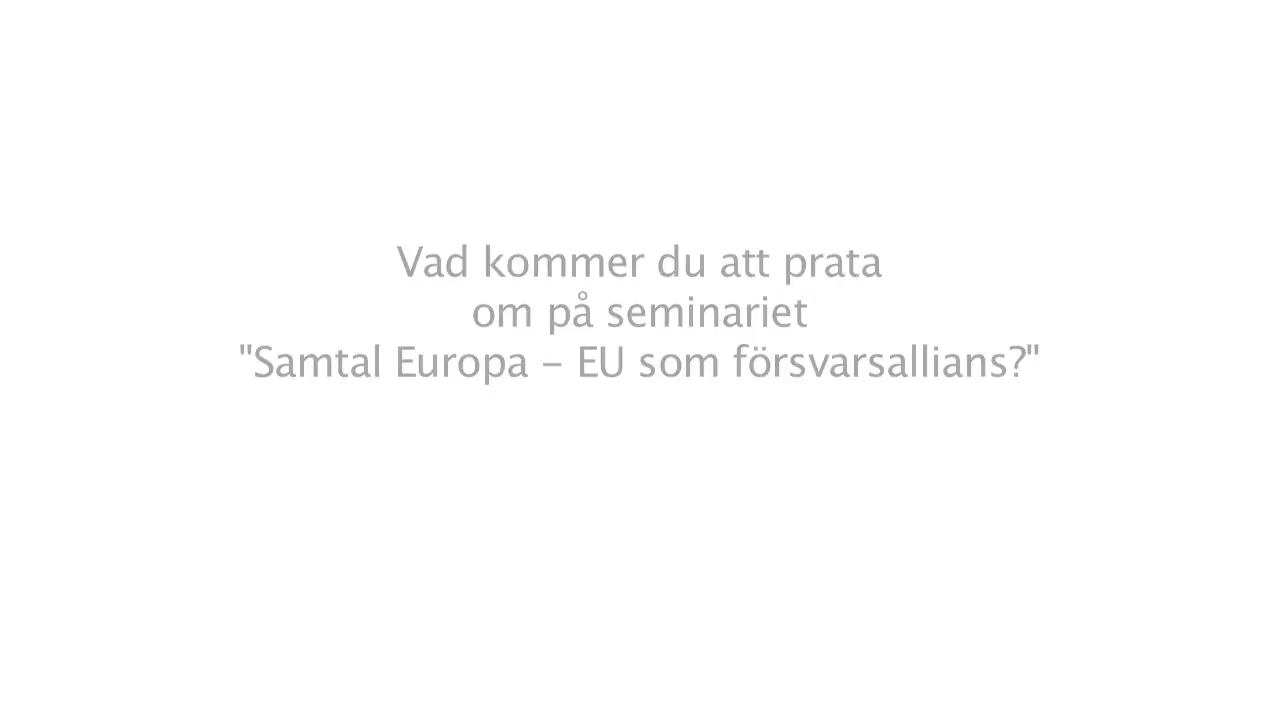 Vad kommer du att prata
om på seminariet
"Samtal Europa – EU som försvarsallians?"